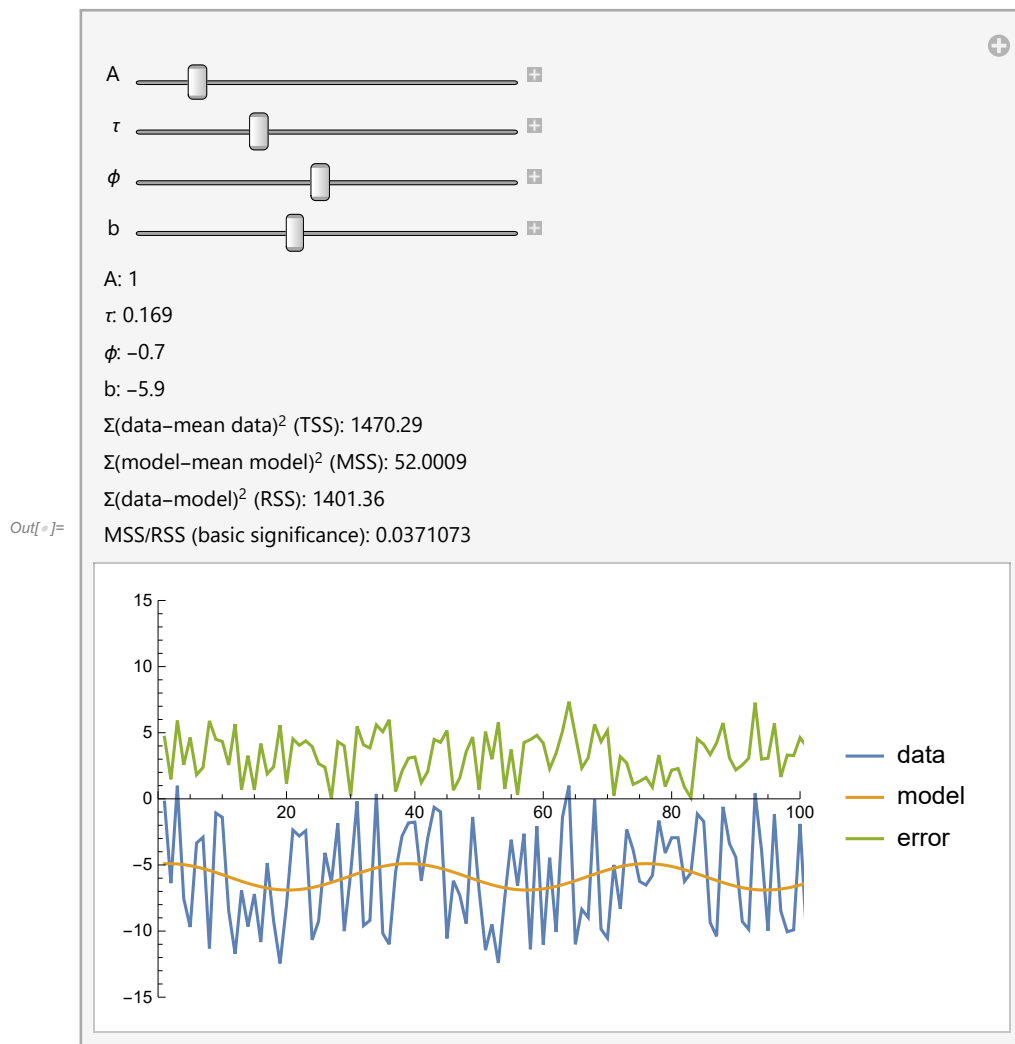 A
τ
ϕ
b
A: 1
τ: 0.169
ϕ: −0.7
b: −5.9
Σ(data−mean data)² (TSS): 1470.29
Σ(model−mean model)² (MSS): 52.0009
Σ(data−model)² (RSS): 1401.36
Out[◦]=
MSS/RSS (basic significance): 0.0371073
15
10
5
0
20 40 60 80 100
−5
−10
−15
data
model
error